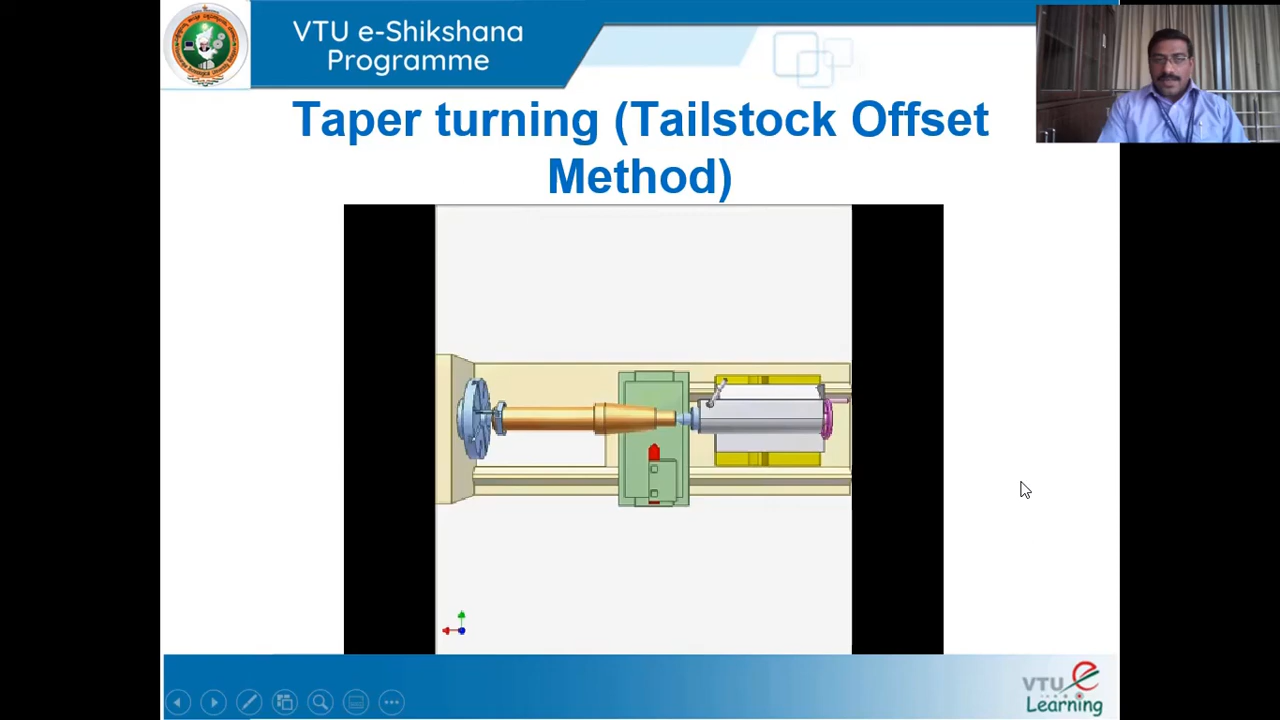 VTU e-Shikshana
Programme
Taper turning (Tailstock Offset
Method)
VTU e
Learning